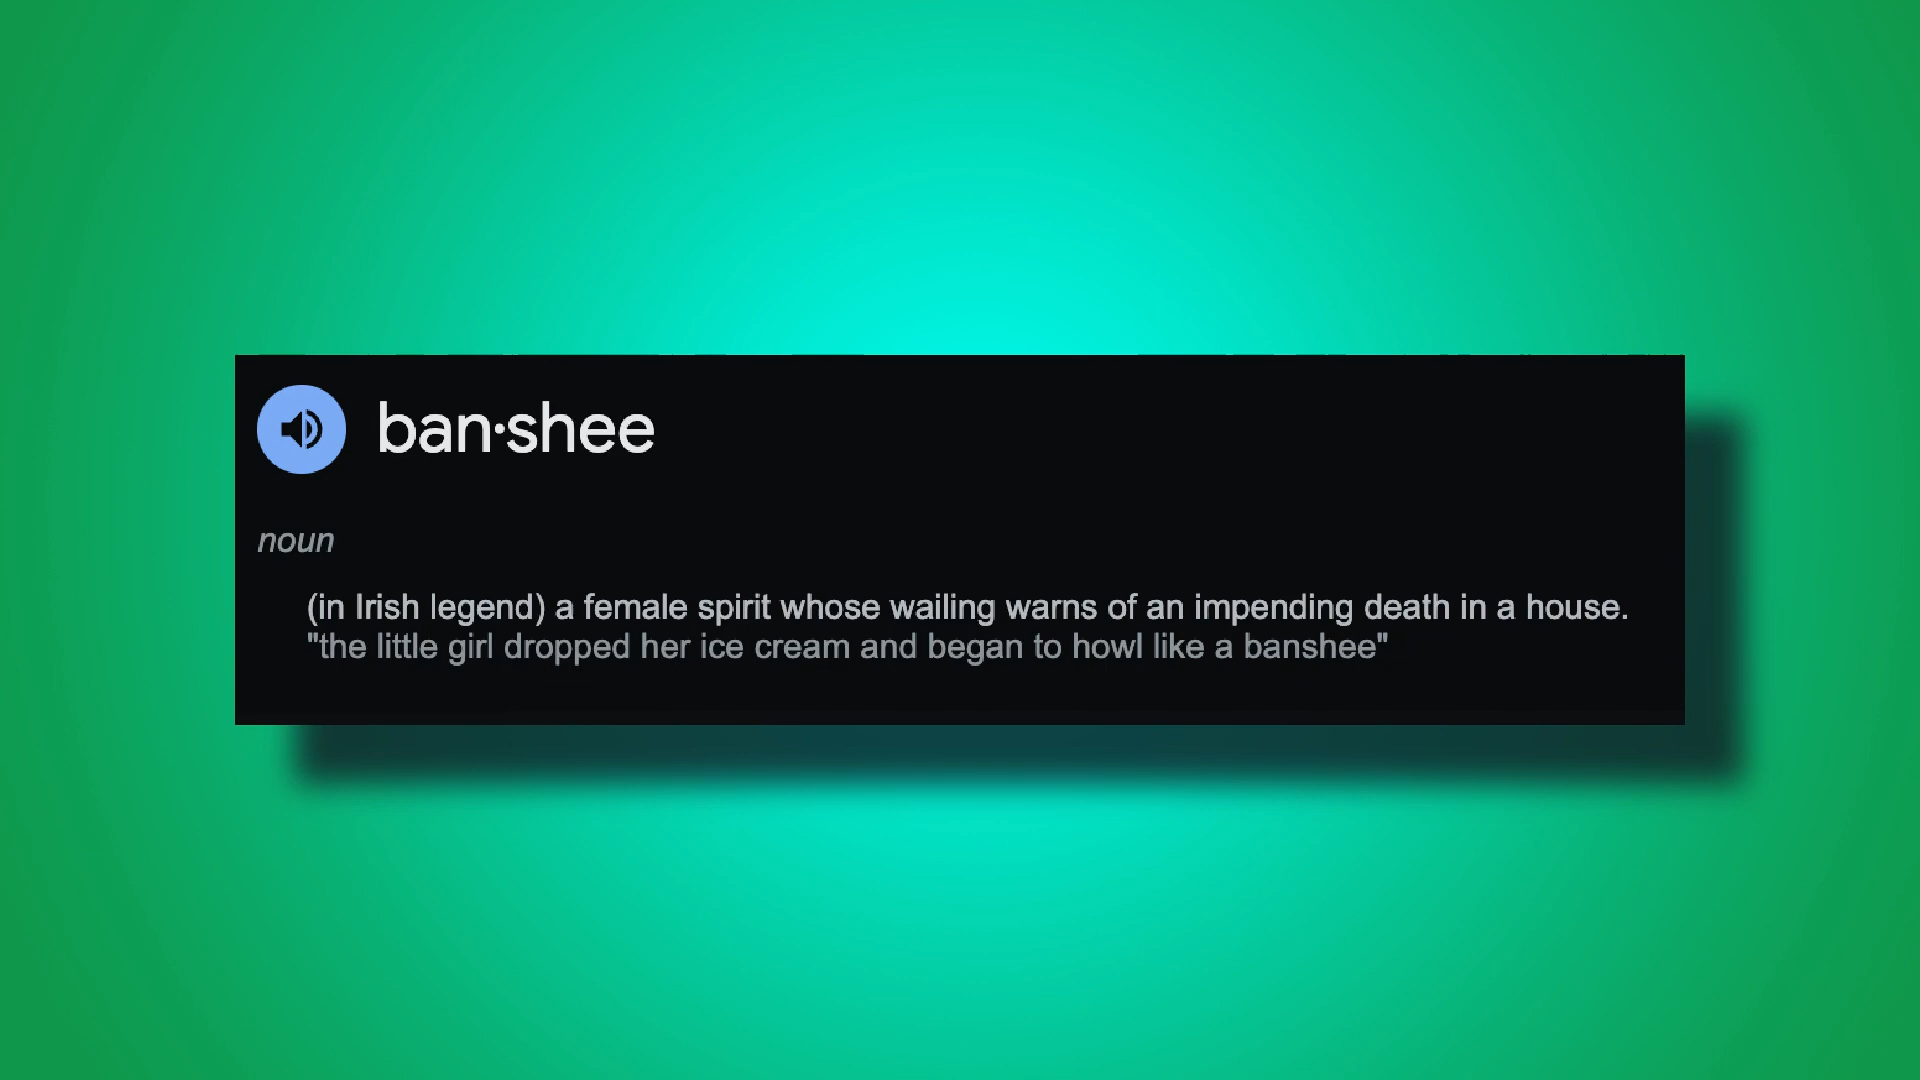 ban·shee
noun
(in Irish legend) a female spirit whose wailing warns of an impending death in a house.
"the little girl dropped her ice cream and began to howl like a banshee"